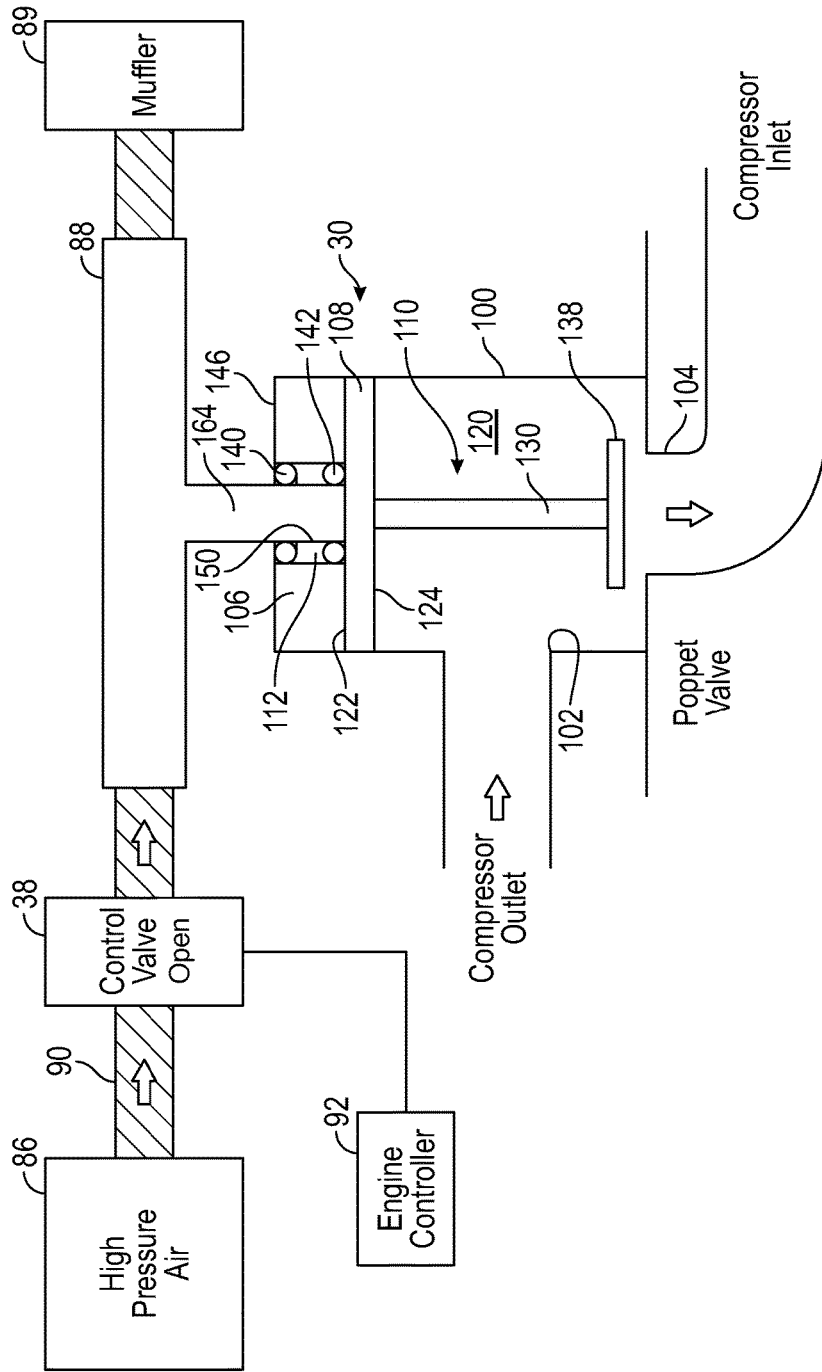 86
High
Pressure
Air
90
38
Control
Valve
Open
88
89
Muffler
92
Engine
Controller
164
140
146
142
108
30
150
106
112
122
124
110
120
130
100
138
104
102
Compressor
Outlet
Poppet
Valve
Compressor
Inlet